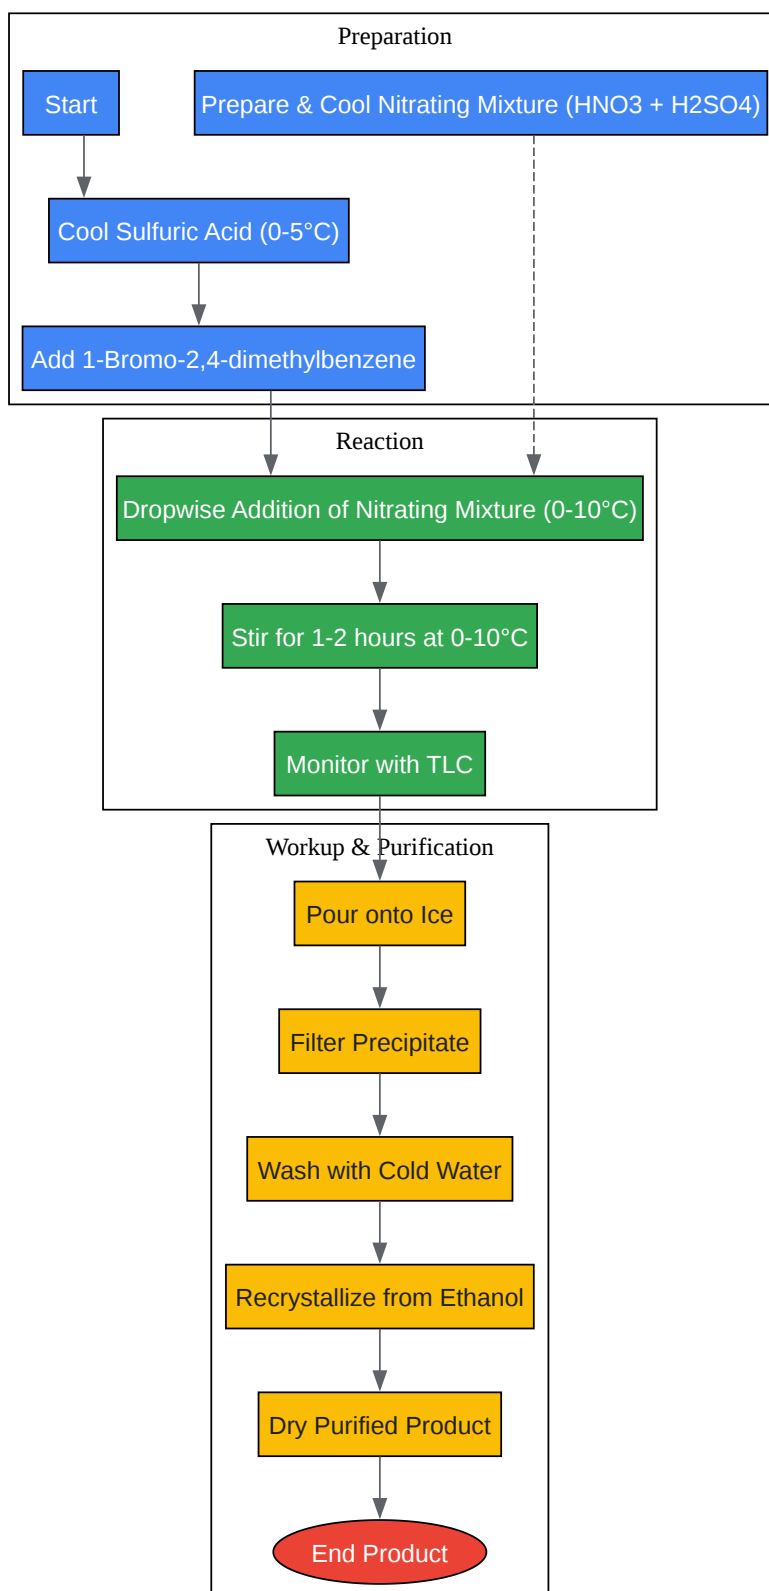 Preparation
Start
Prepare & Cool Nitrating Mixture (HNO3 + H2SO4)
Cool Sulfuric Acid (0-5°C)
Add 1-Bromo-2,4-dimethylbenzene
Reaction
Dropwise Addition of Nitrating Mixture (0-10°C)
Stir for 1-2 hours at 0-10°C
Monitor with TLC
Workup & Purification
Pour onto Ice
Filter Precipitate
Wash with Cold Water
Recrystallize from Ethanol
Dry Purified Product
End Product